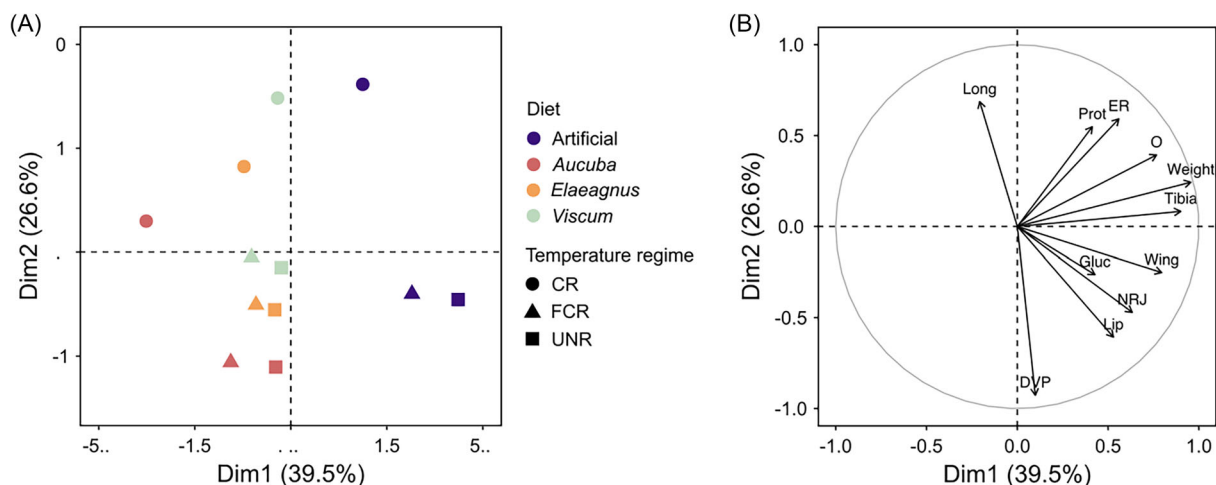 (A)
0
1
.
-1
Dim2 (26.6%)
-5..
-1.5
. ..
1.5
5..
Dim1 (39.5%)
Diet
Artificial
Aucuba
Elaeagnus
Viscum
Temperature regime
CR
FCR
UNR
(B)
1.0
0.5
0.0
-0.5
-1.0
Dim2 (26.6%)
Long
Prot
ER
O
Weight
Tibia
Gluc
Wing
NRJ
Lip
DVP
-1.0
0.0
0.5
1.0
Dim1 (39.5%)